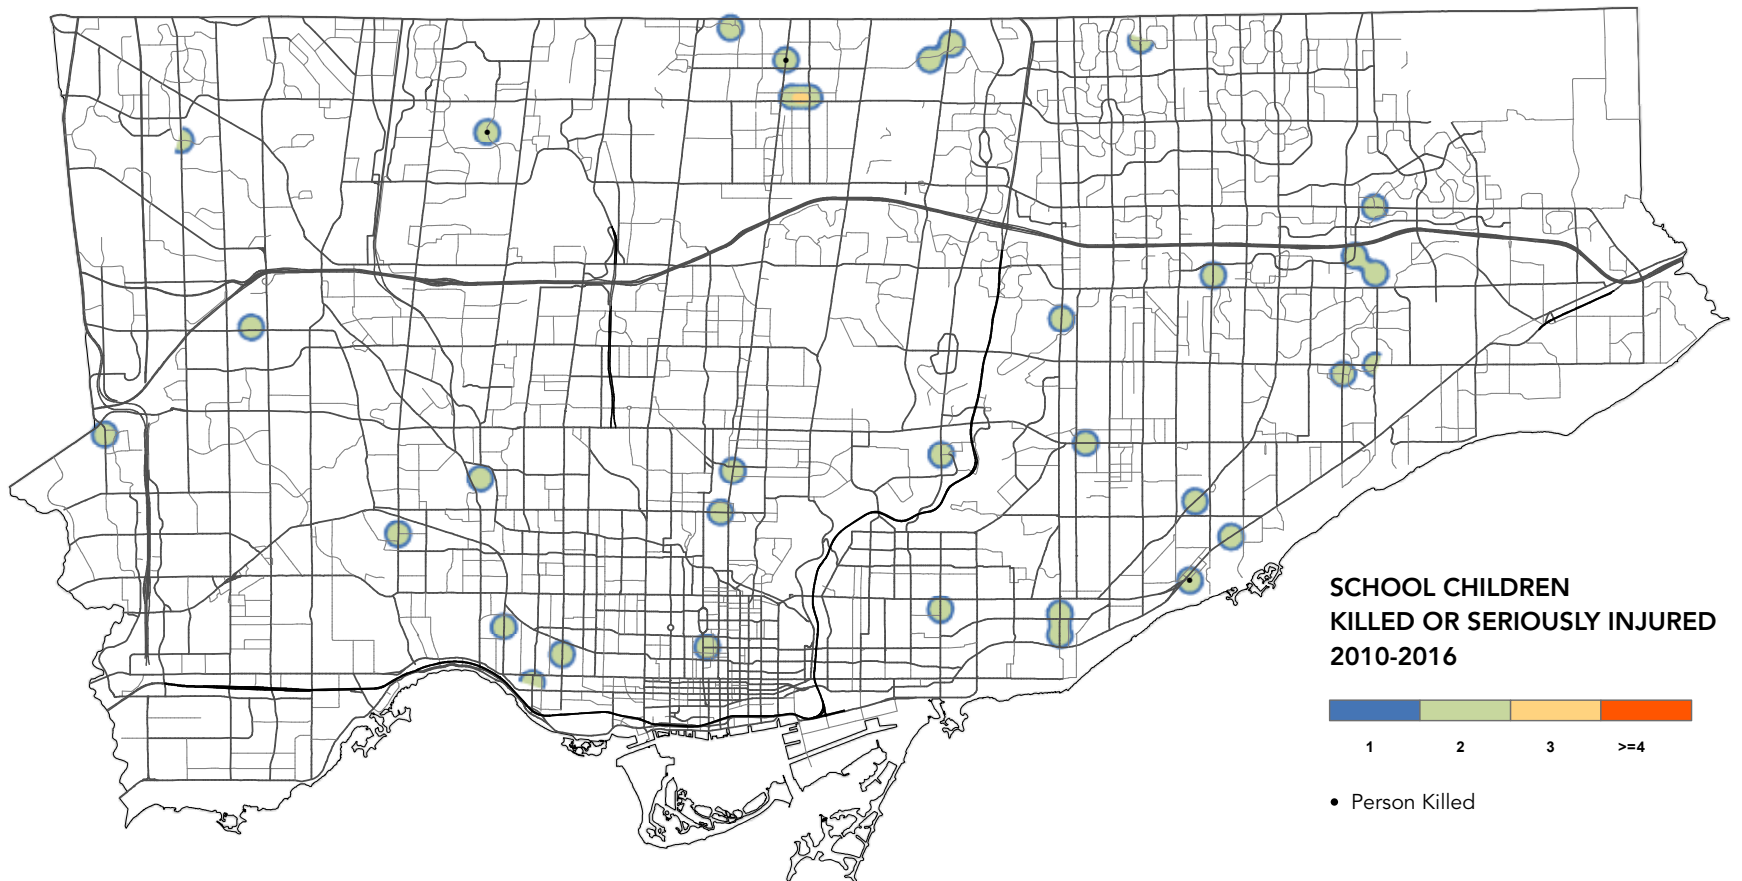 SCHOOL CHILDREN
KILLED OR SERIOUSLY INJURED
2010-2016
1 2 3 >=4
Person Killed